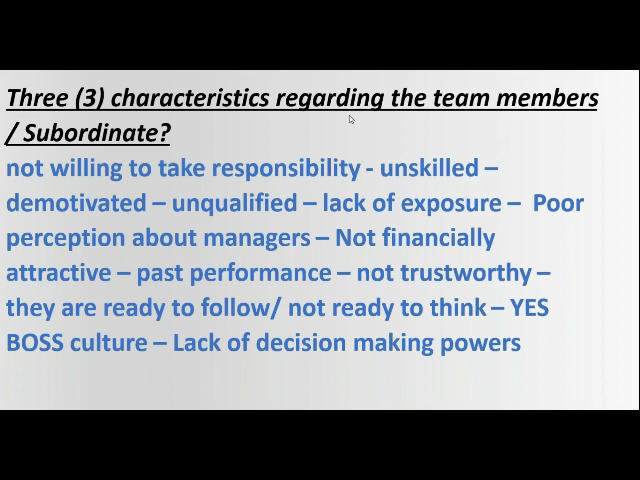 Three (3) characteristics regarding the team members
/ Subordinate?
not willing to take responsibility - unskilled –
demotivated – unqualified – lack of exposure – Poor
perception about managers – Not financially
attractive – past performance – not trustworthy –
they are ready to follow/ not ready to think – YES
BOSS culture – Lack of decision making powers